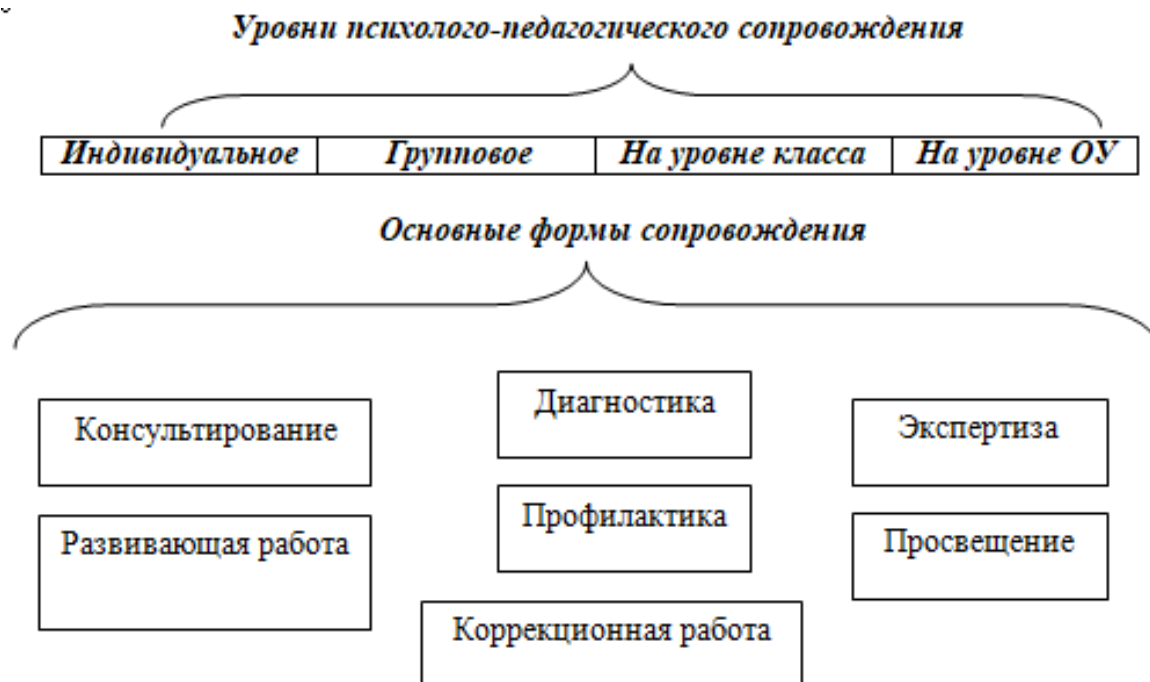 Уровни психолого-педагогического сопровождения
Индивидуальное Групповое На уровне класса На уровне ОУ
Основные формы сопровождения
Диагностика
Консультирование Экспертиза
Профилактика
Развивающая работа Просвещение
Коррекционная работа